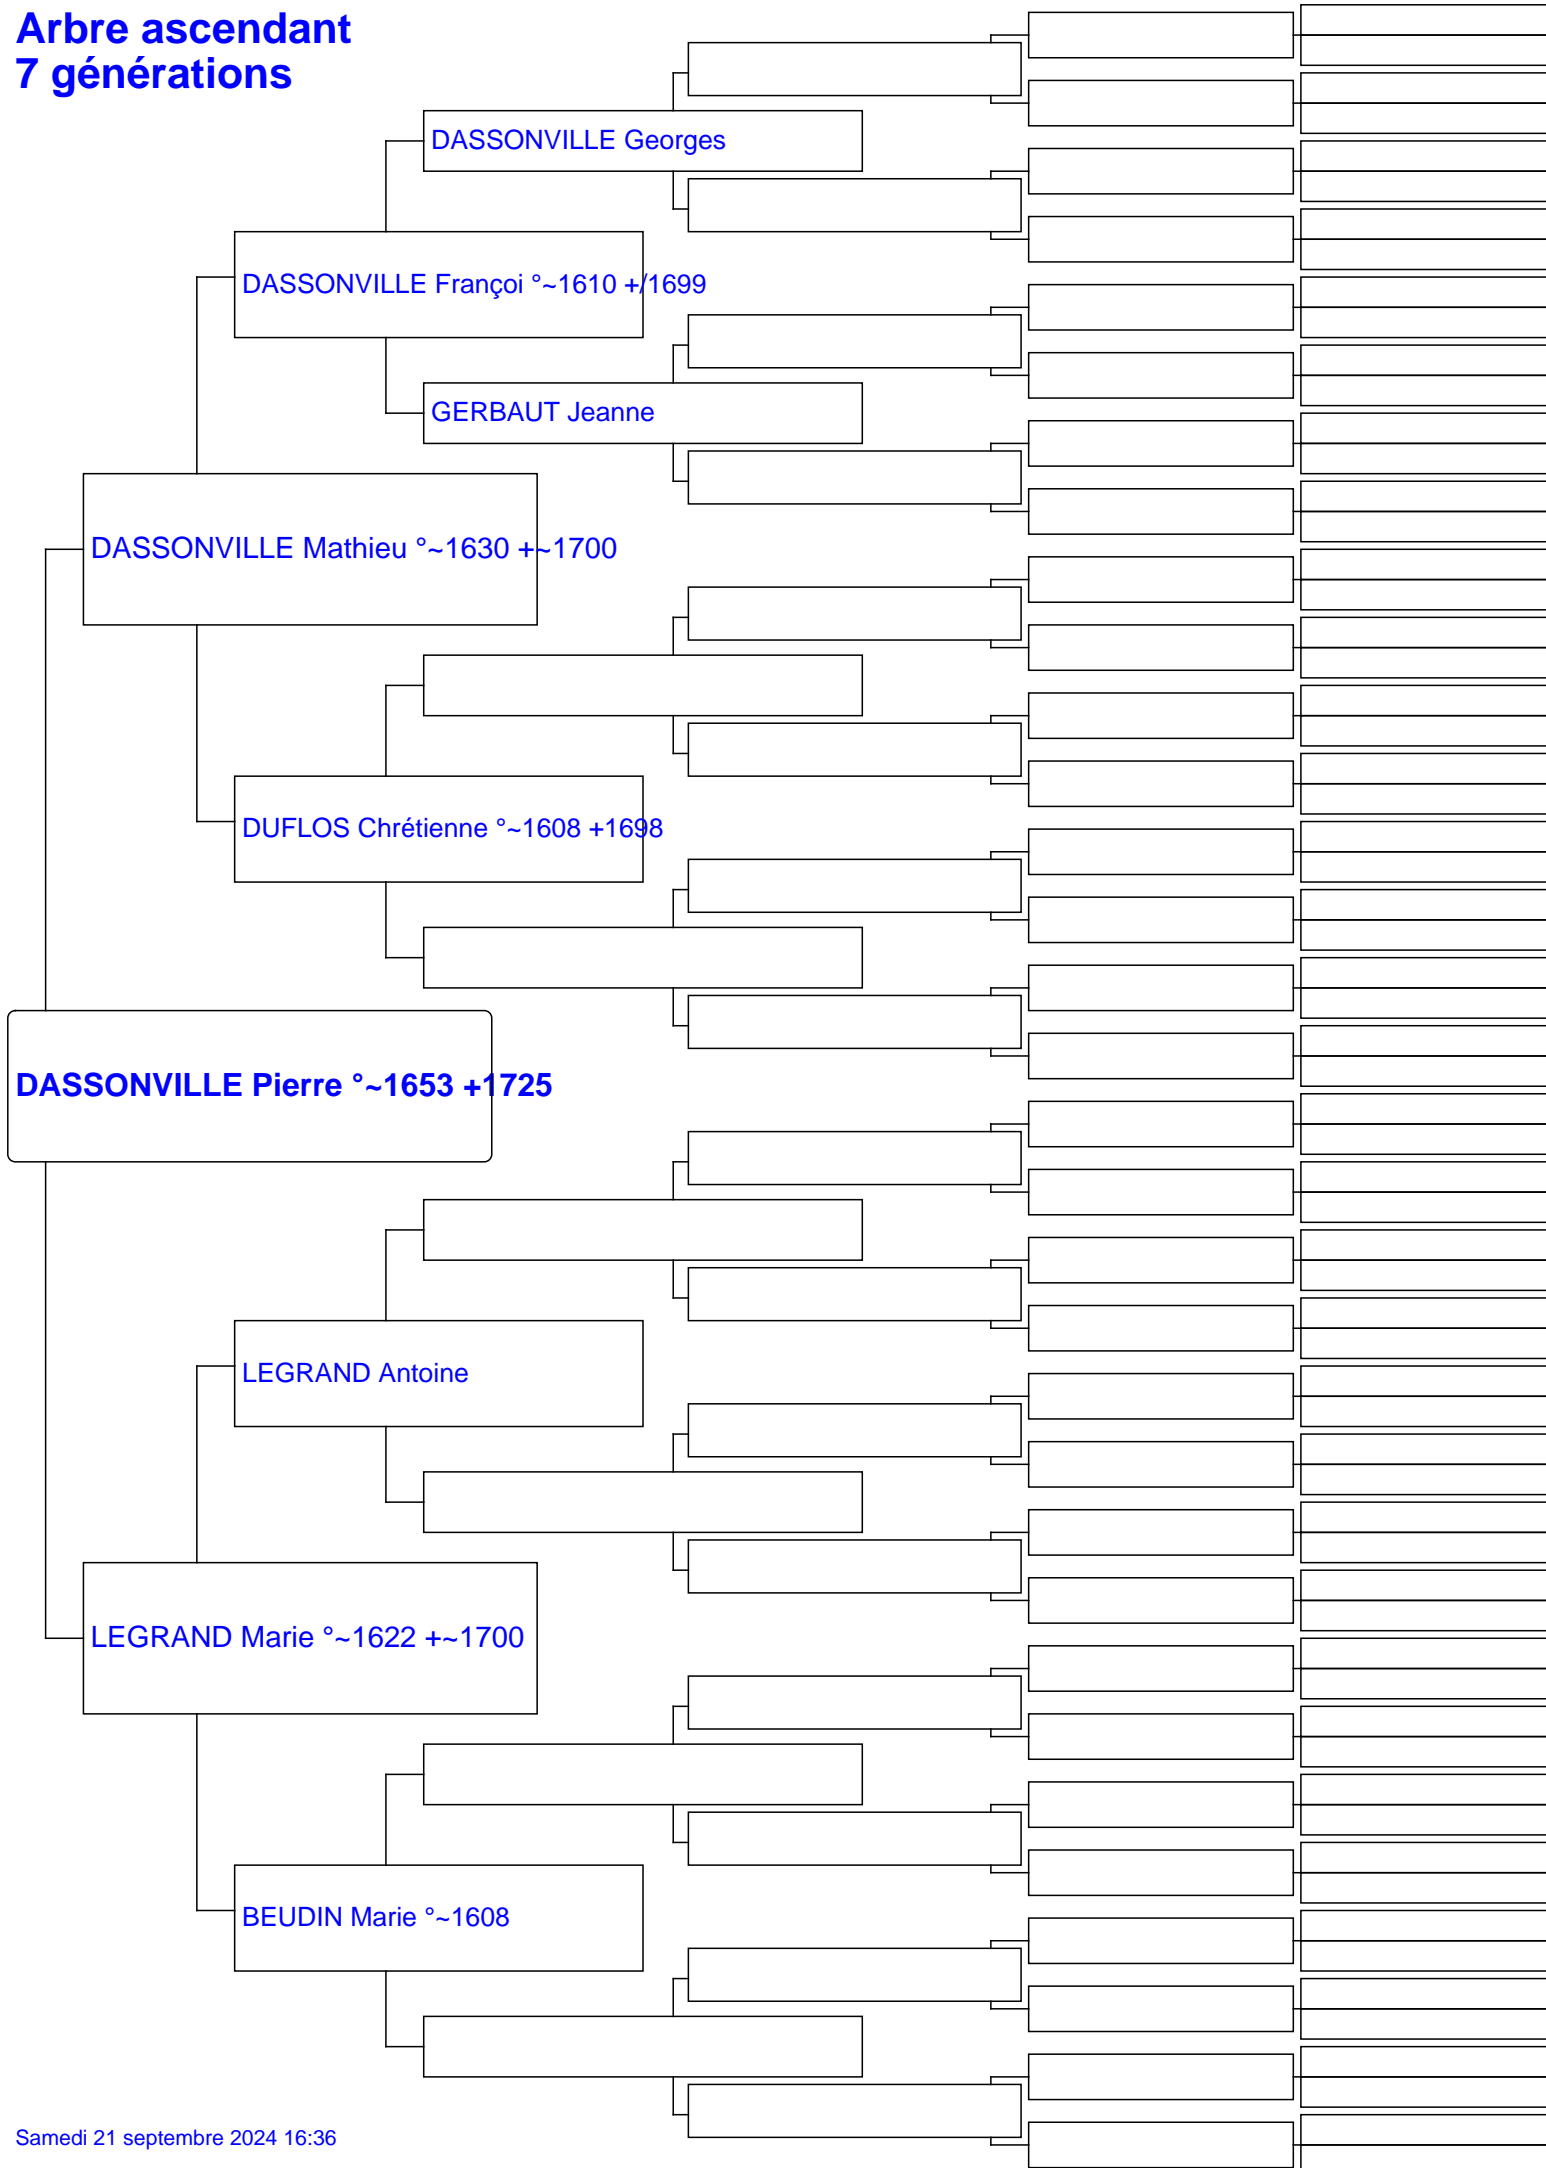 Arbre ascendant
7 générations
DASSONVILLE Georges
DASSONVILLE Françoi °~1610 +/1699
GERBAUT Jeanne
DASSONVILLE Mathieu °~1630 +~1700
DUFLOS Chrétienne °~1608 +1698
DASSONVILLE Pierre °~1653 +1725
LEGRAND Antoine
LEGRAND Marie °~1622 +~1700
BEUDIN Marie °~1608
Samedi 21 septembre 2024 16:36